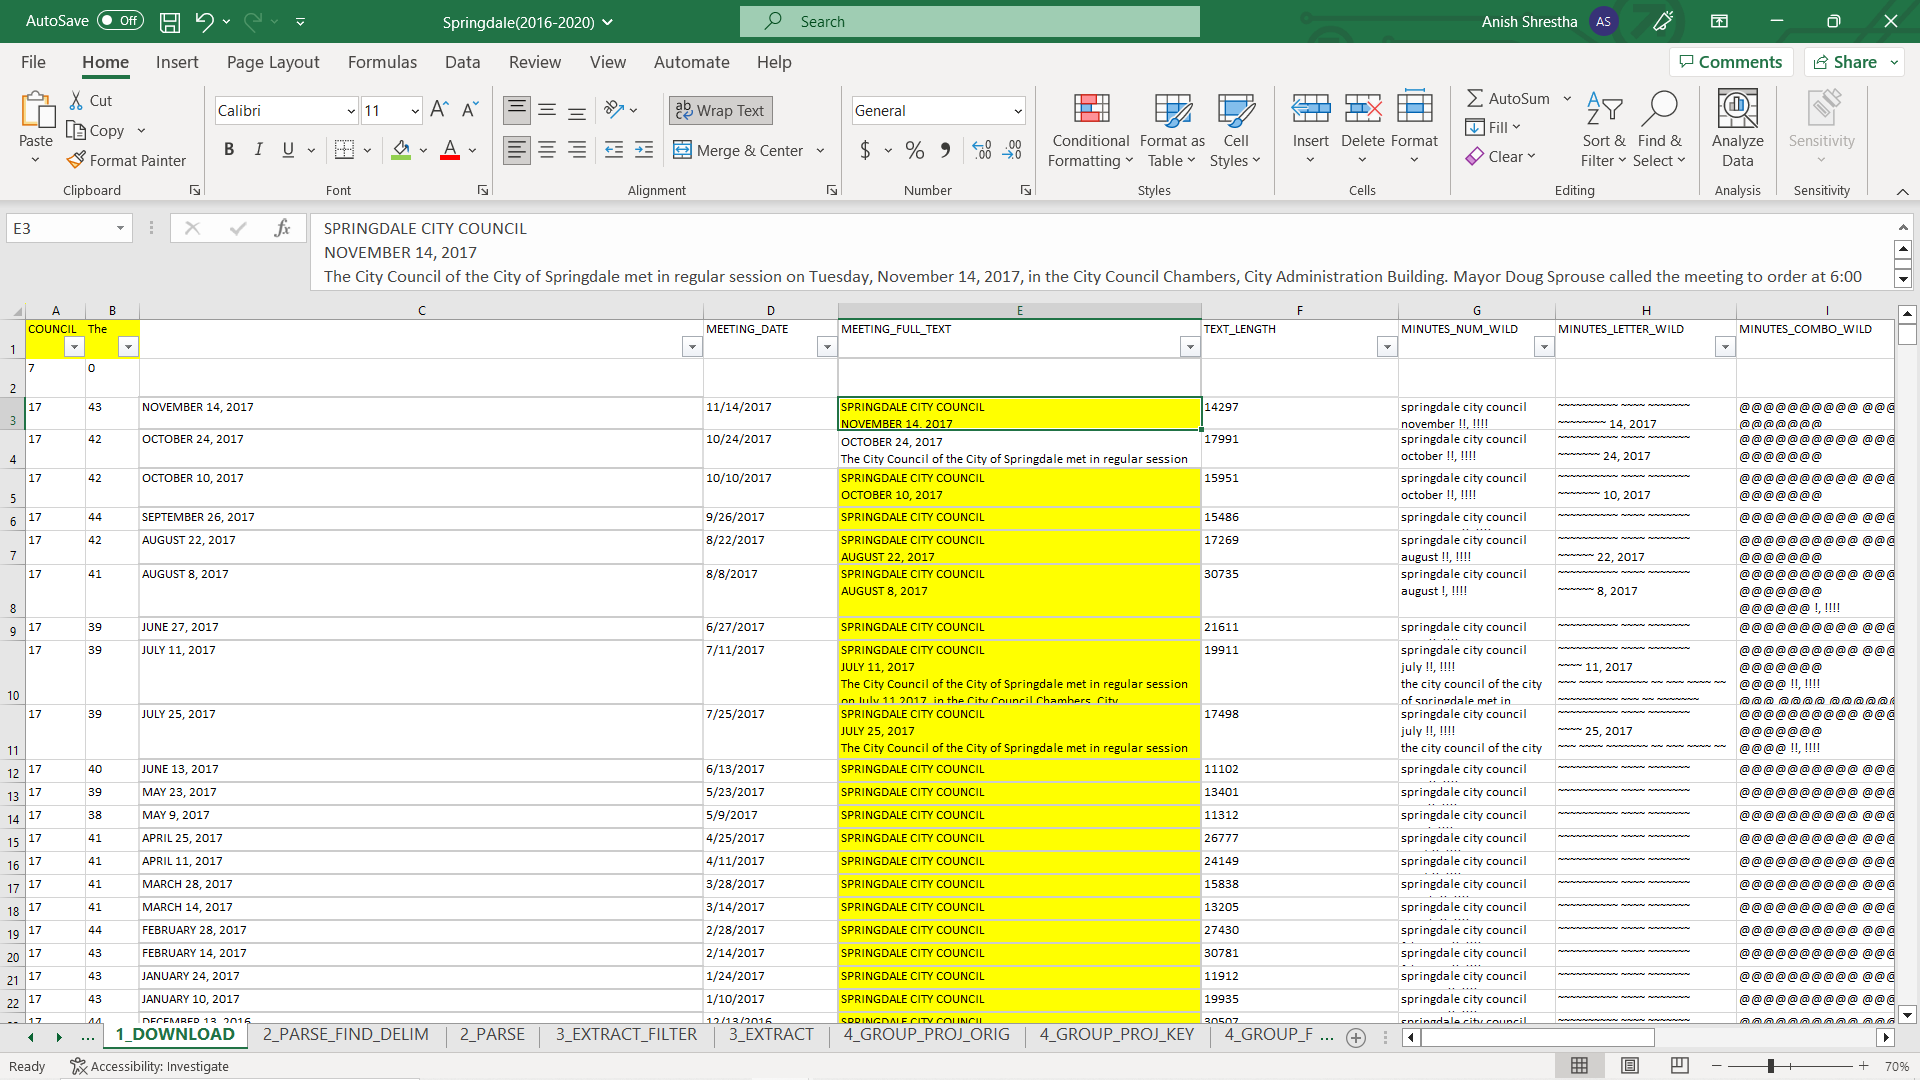 AutoSave Off Springdale(2016-2020) Search Anish Shrestha AS
File Home Insert Page Layout Formulas Data Review View Automate Help Comments Share
Paste Cut Copy Format Painter Clipboard
Calibri 11 A A B I U A Font
ab Wrap Text Merge & Center Alignment
General $ % , .00 Number
Conditional Formatting Format as Table Cell Styles Styles
Insert Delete Format Cells
AutoSum Fill Clear Sort & Filter Find & Select Editing
Analyze Data Analysis
Sensitivity Sensitivity
E3 fx SPRINGDALE CITY COUNCIL
NOVEMBER 14, 2017
The City Council of the City of Springdale met in regular session on Tuesday, November 14, 2017, in the City Council Chambers, City Administration Building. Mayor Doug Sprouse called the meeting to order at 6:00
A B C D E F G H I
1 COUNCIL The MEETING_DATE MEETING_FULL_TEXT TEXT_LENGTH MINUTES_NUM_WILD MINUTES_LETTER_WILD MINUTES_COMBO_WILD
2 7 0
3 17 43 NOVEMBER 14, 2017 11/14/2017 SPRINGDALE CITY COUNCIL 14297 springdale city council ~~~~~~~~~~ ~~~~ ~~~~~~~ @@@@@@@@@@ @@@
NOVEMBER 14, 2017 november !!, !!!! ~~~~~~~~ 14, 2017 @@@@@@@
4 17 42 OCTOBER 24, 2017 10/24/2017 OCTOBER 24, 2017 17991 springdale city council ~~~~~~~~~~ ~~~~ ~~~~~~~ @@@@@@@@@@ @@@
The City Council of the City of Springdale met in regular session october !!, !!!! ~~~~~~~ 24, 2017 @@@@@@@
5 17 42 OCTOBER 10, 2017 10/10/2017 SPRINGDALE CITY COUNCIL 15951 springdale city council ~~~~~~~~~~ ~~~~ ~~~~~~~ @@@@@@@@@@ @@@
OCTOBER 10, 2017 october !!, !!!! ~~~~~~~ 10, 2017 @@@@@@@
6 17 44 SEPTEMBER 26, 2017 9/26/2017 SPRINGDALE CITY COUNCIL 15486 springdale city council ~~~~~~~~~~ ~~~~ ~~~~~~~ @@@@@@@@@@ @@@
7 17 42 AUGUST 22, 2017 8/22/2017 SPRINGDALE CITY COUNCIL 17269 springdale city council ~~~~~~~~~~ ~~~~ ~~~~~~~ @@@@@@@@@@ @@@
AUGUST 22, 2017 august !!, !!!! ~~~~~~ 22, 2017 @@@@@@@
8 17 41 AUGUST 8, 2017 8/8/2017 SPRINGDALE CITY COUNCIL 30735 springdale city council ~~~~~~~~~~ ~~~~ ~~~~~~~ @@@@@@@@@@ @@@
AUGUST 8, 2017 august !, !!!! ~~~~~~ 8, 2017 @@@@@@@
@@@@@@ !, !!!!
9 17 39 JUNE 27, 2017 6/27/2017 SPRINGDALE CITY COUNCIL 21611 springdale city council ~~~~~~~~~~ ~~~~ ~~~~~~~ @@@@@@@@@@ @@@
10 17 39 JULY 11, 2017 7/11/2017 SPRINGDALE CITY COUNCIL 19911 springdale city council ~~~~~~~~~~ ~~~~ ~~~~~~~ @@@@@@@@@@ @@@
JULY 11, 2017 july !!, !!!! ~~~~ 11, 2017 @@@@@@@
The City Council of the City of Springdale met in regular session the city council of the city ~~~ ~~~~ ~~~~~~~ ~~ ~~~ ~~~~ ~~ @@@@ !!, !!!!
on July 11 2017, in the City Council Chambers, City of springdale met in ~~~~~~~~~~ ~~~ ~~ ~~~~~~~ @@@ @@@@ @@@@@@
11 17 39 JULY 25, 2017 7/25/2017 SPRINGDALE CITY COUNCIL 17498 springdale city council ~~~~~~~~~~ ~~~~ ~~~~~~~ @@@@@@@@@@ @@@
JULY 25, 2017 july !!, !!!! ~~~~ 25, 2017 @@@@@@@
The City Council of the City of Springdale met in regular session the city council of the city ~~~ ~~~~ ~~~~~~~ ~~ ~~~ ~~~~ ~~ @@@@ !!, !!!!
12 17 40 JUNE 13, 2017 6/13/2017 SPRINGDALE CITY COUNCIL 11102 springdale city council ~~~~~~~~~~ ~~~~ ~~~~~~~ @@@@@@@@@@ @@@
13 17 39 MAY 23, 2017 5/23/2017 SPRINGDALE CITY COUNCIL 13401 springdale city council ~~~~~~~~~~ ~~~~ ~~~~~~~ @@@@@@@@@@ @@@
14 17 38 MAY 9, 2017 5/9/2017 SPRINGDALE CITY COUNCIL 11312 springdale city council ~~~~~~~~~~ ~~~~ ~~~~~~~ @@@@@@@@@@ @@@
15 17 41 APRIL 25, 2017 4/25/2017 SPRINGDALE CITY COUNCIL 26777 springdale city council ~~~~~~~~~~ ~~~~ ~~~~~~~ @@@@@@@@@@ @@@
16 17 41 APRIL 11, 2017 4/11/2017 SPRINGDALE CITY COUNCIL 24149 springdale city council ~~~~~~~~~~ ~~~~ ~~~~~~~ @@@@@@@@@@ @@@
17 17 41 MARCH 28, 2017 3/28/2017 SPRINGDALE CITY COUNCIL 15838 springdale city council ~~~~~~~~~~ ~~~~ ~~~~~~~ @@@@@@@@@@ @@@
18 17 41 MARCH 14, 2017 3/14/2017 SPRINGDALE CITY COUNCIL 13205 springdale city council ~~~~~~~~~~ ~~~~ ~~~~~~~ @@@@@@@@@@ @@@
19 17 44 FEBRUARY 28, 2017 2/28/2017 SPRINGDALE CITY COUNCIL 27430 springdale city council ~~~~~~~~~~ ~~~~ ~~~~~~~ @@@@@@@@@@ @@@
20 17 43 FEBRUARY 14, 2017 2/14/2017 SPRINGDALE CITY COUNCIL 30781 springdale city council ~~~~~~~~~~ ~~~~ ~~~~~~~ @@@@@@@@@@ @@@
21 17 43 JANUARY 24, 2017 1/24/2017 SPRINGDALE CITY COUNCIL 11912 springdale city council ~~~~~~~~~~ ~~~~ ~~~~~~~ @@@@@@@@@@ @@@
22 17 43 JANUARY 10, 2017 1/10/2017 SPRINGDALE CITY COUNCIL 19935 springdale city council ~~~~~~~~~~ ~~~~ ~~~~~~~ @@@@@@@@@@ @@@
17 44 DECEMBER 13, 2016 12/13/2016 SPRINGDALE CITY COUNCIL 30507 springdale city council
... 1_DOWNLOAD 2_PARSE_FIND_DELIM 2_PARSE 3_EXTRACT_FILTER 3_EXTRACT 4_GROUP_PROJ_ORIG 4_GROUP_PROJ_KEY 4_GROUP_F ...
Ready Accessibility: Investigate 70%